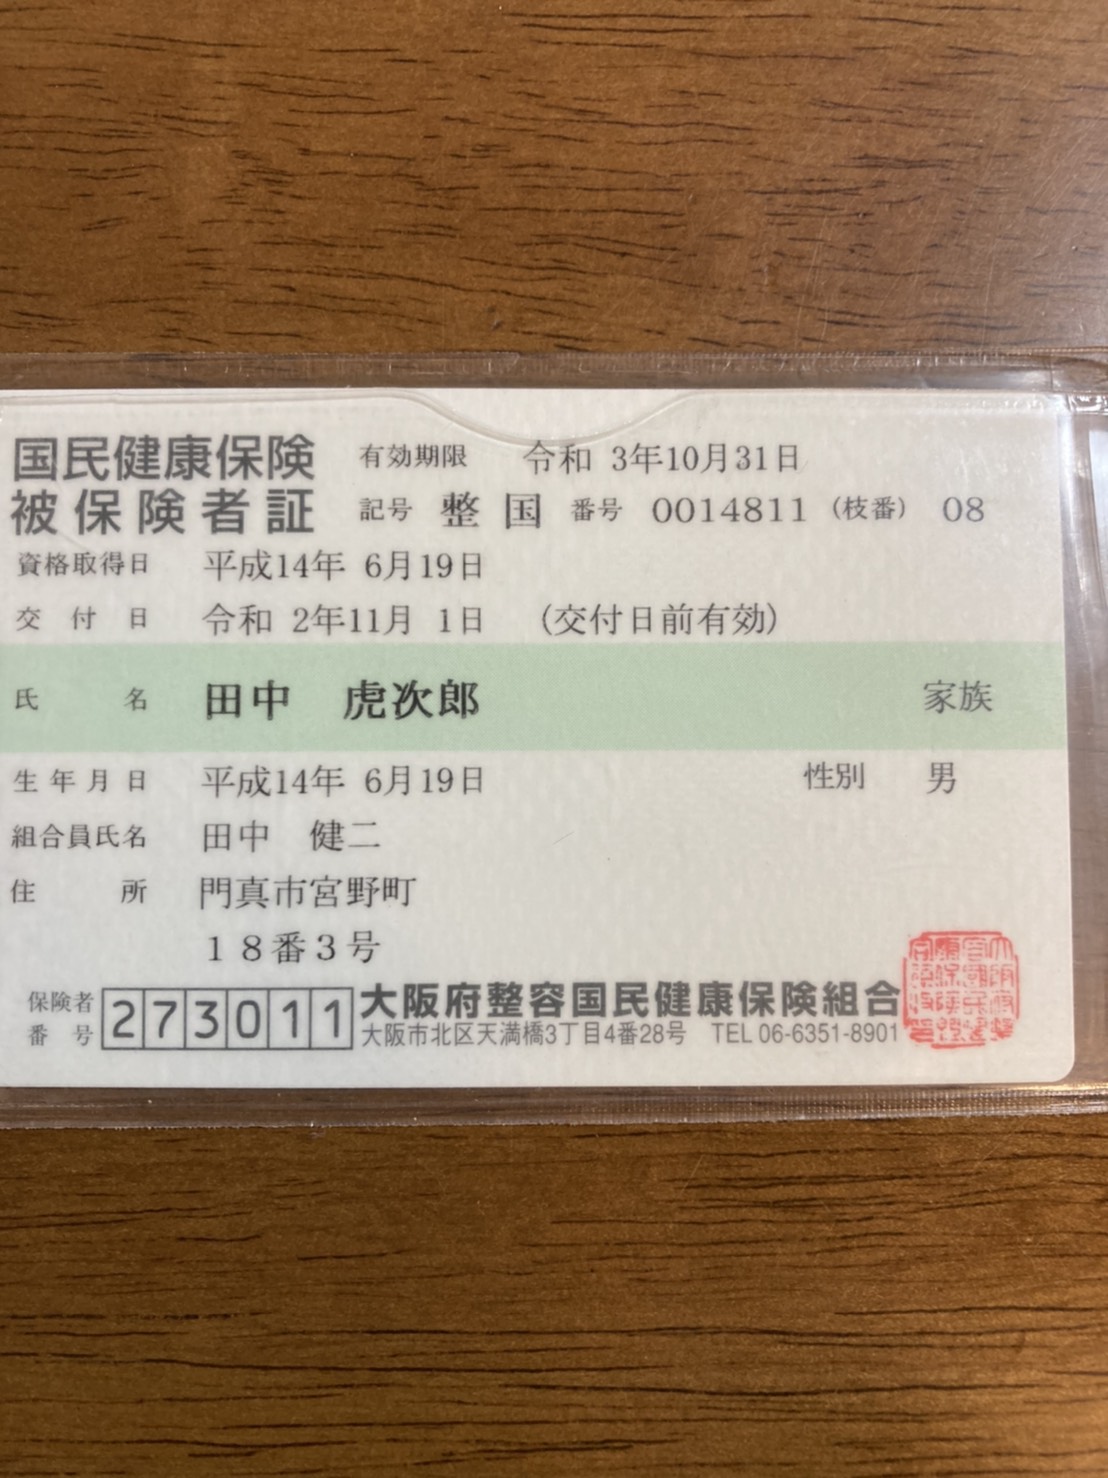 国民健康保険
被保険者証
有効期限 令和 3年10月31日
記号 整 国 番号 0014811 (枝番) 08
資格取得日 平成14年 6月19日
交付日 令和 2年11月 1日 (交付日前有効)
氏名 田中 虎次郎 家族
生年月日 平成14年 6月19日 性別 男
組合員氏名 田中 健二
住所 門真市宮野町
18番3号
保険者番号 273011 大阪府整容国民健康保険組合
大阪市北区天満橋3丁目4番28号 TEL 06-6351-8901